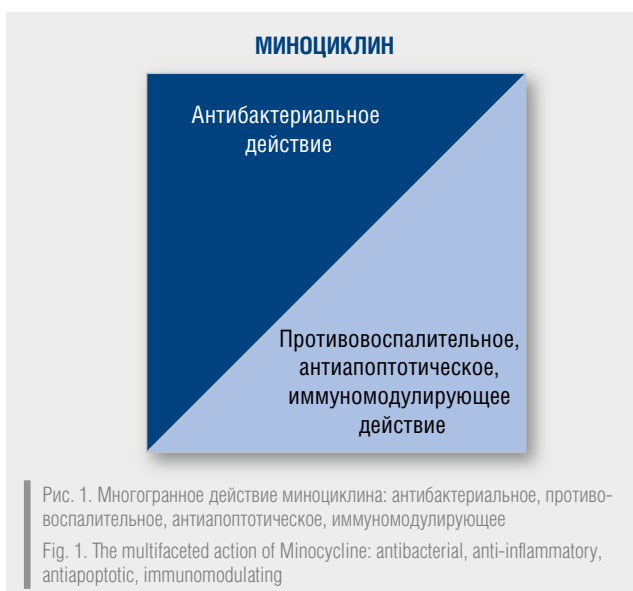 МИНОЦИКЛИН
Антибактериальное
действие
Противовоспалительное,
антиапоптотическое,
иммуномодулирующее
действие
Рис. 1. Многогранное действие миноциклина: антибактериальное, противо-
воспалительное, антиапоптотическое, иммуномодулирующее
Fig. 1. The multifaceted action of Minocycline: antibacterial, anti-inflammatory,
antiapoptotic, immunomodulating